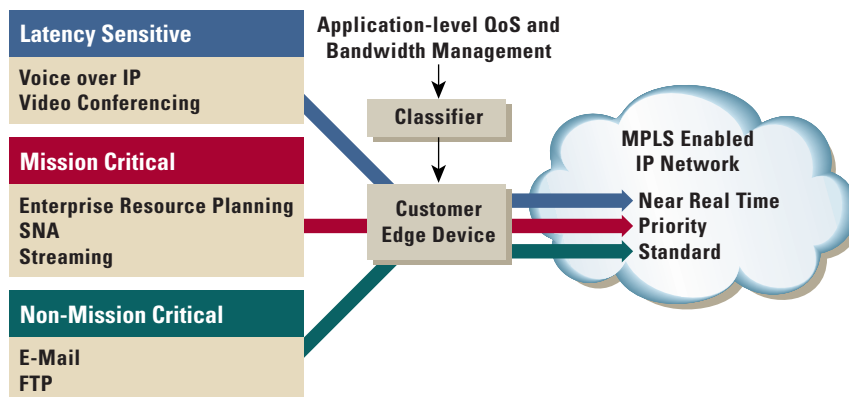 Latency Sensitive
Voice over IP
Video Conferencing
Mission Critical
Enterprise Resource Planning
SNA
Streaming
Non-Mission Critical
E-Mail
FTP
Application-level QoS and
Bandwidth Management
Classifier
Customer
Edge Device
MPLS Enabled
IP Network
Near Real Time
Priority
Standard